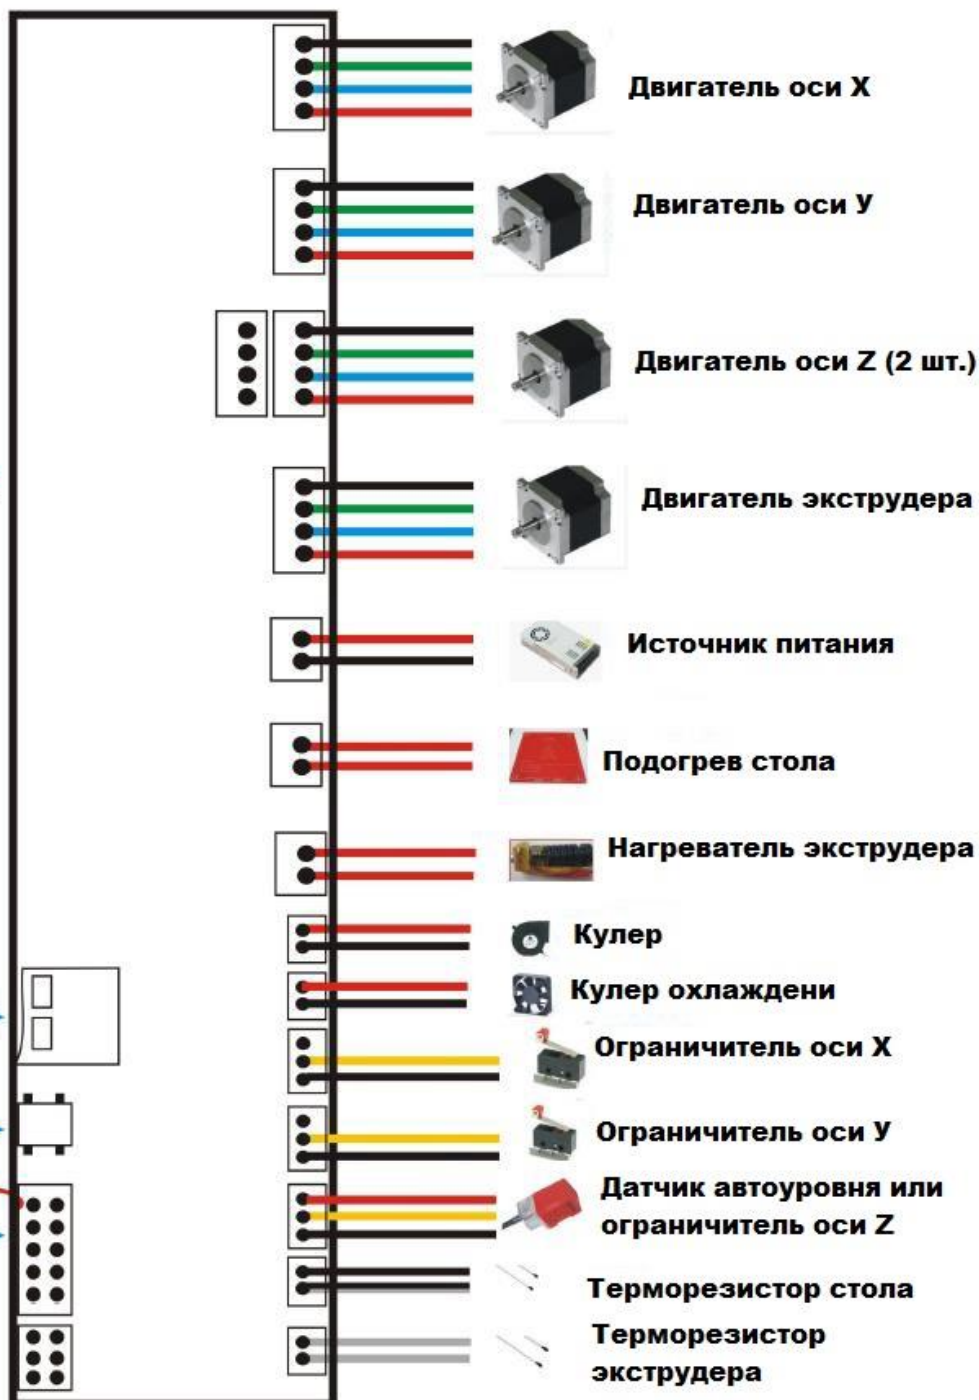 Двигатель оси X
Двигатель оси У
Двигатель оси Z (2 шт.)
Двигатель экструдера
Источник питания
Подогрев стола
Нагреватель экструдера
Кулер
Кулер охлаждени
Ограничитель оси X
Ограничитель оси У
Датчик автоуровня или
ограничитель оси Z
Терморезистор стола
Терморезистор
экструдера